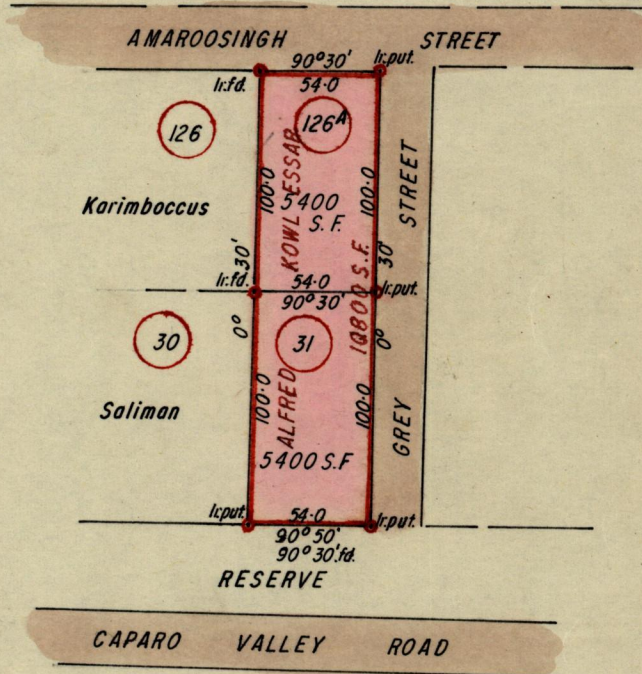 AMAROOSINGH STREET
90°30'
Ir.put.
Ir.fd.
54·0
126
126A
Karimboccus
100·0
KOWL ESSAR
5400
S.F.
100·0
STREET
30'
30'
Ir.fd.
54·0
Ir.put.
90°30'
0°
0°
10800 S.F.
30
31
Saliman
100·0
ALFRED
100·0
GREY
5400 S.F
Ir.put.
54·0
Ir.put.
90°50'
90°30'fd.
RESERVE
CAPARO VALLEY ROAD